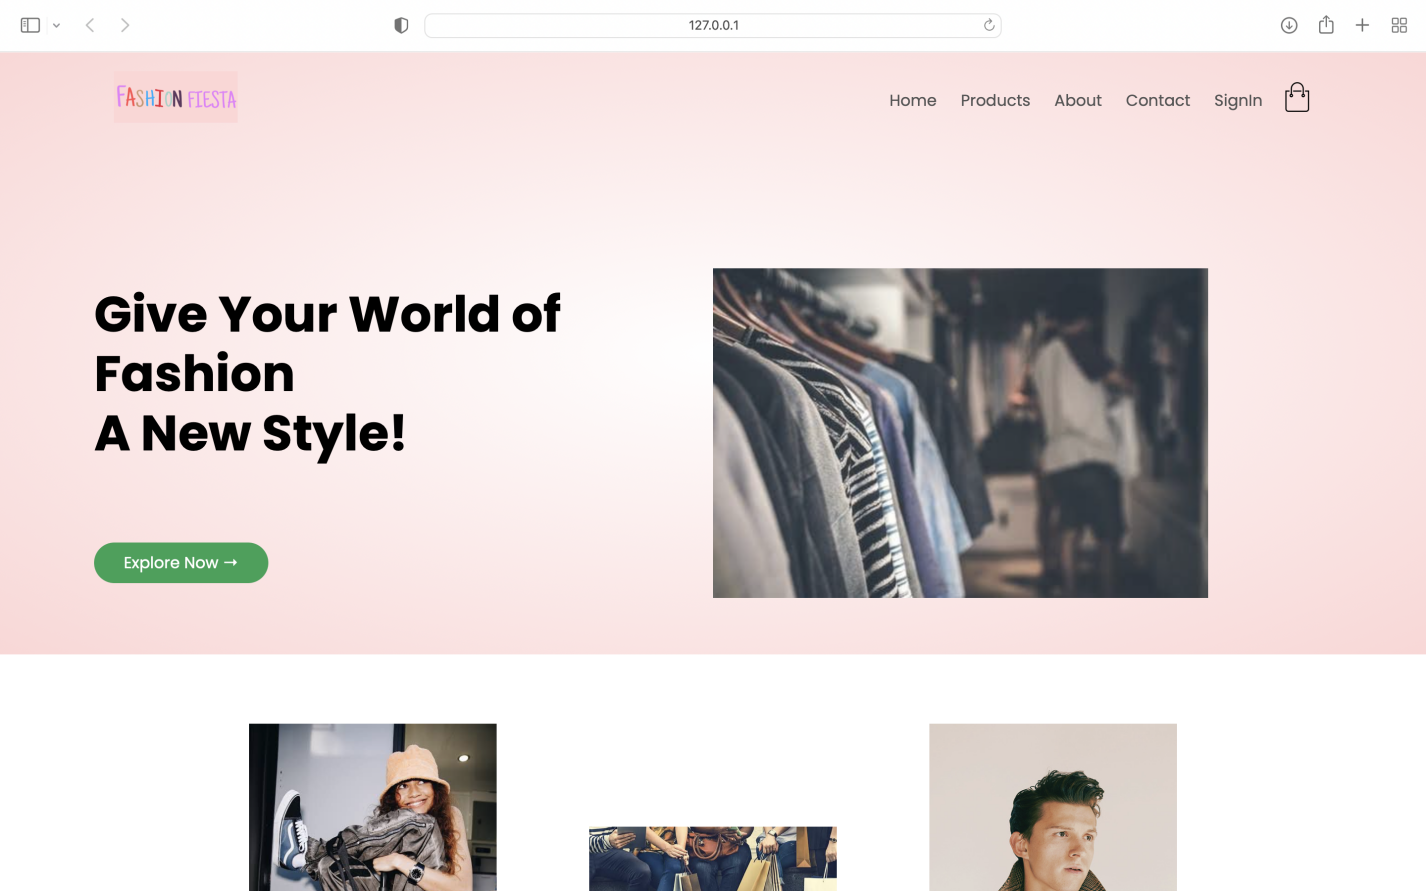 127.0.0.1
FASHION FIESTA
Home Products About Contact SignIn
Give Your World of
Fashion
A New Style!
Explore Now →